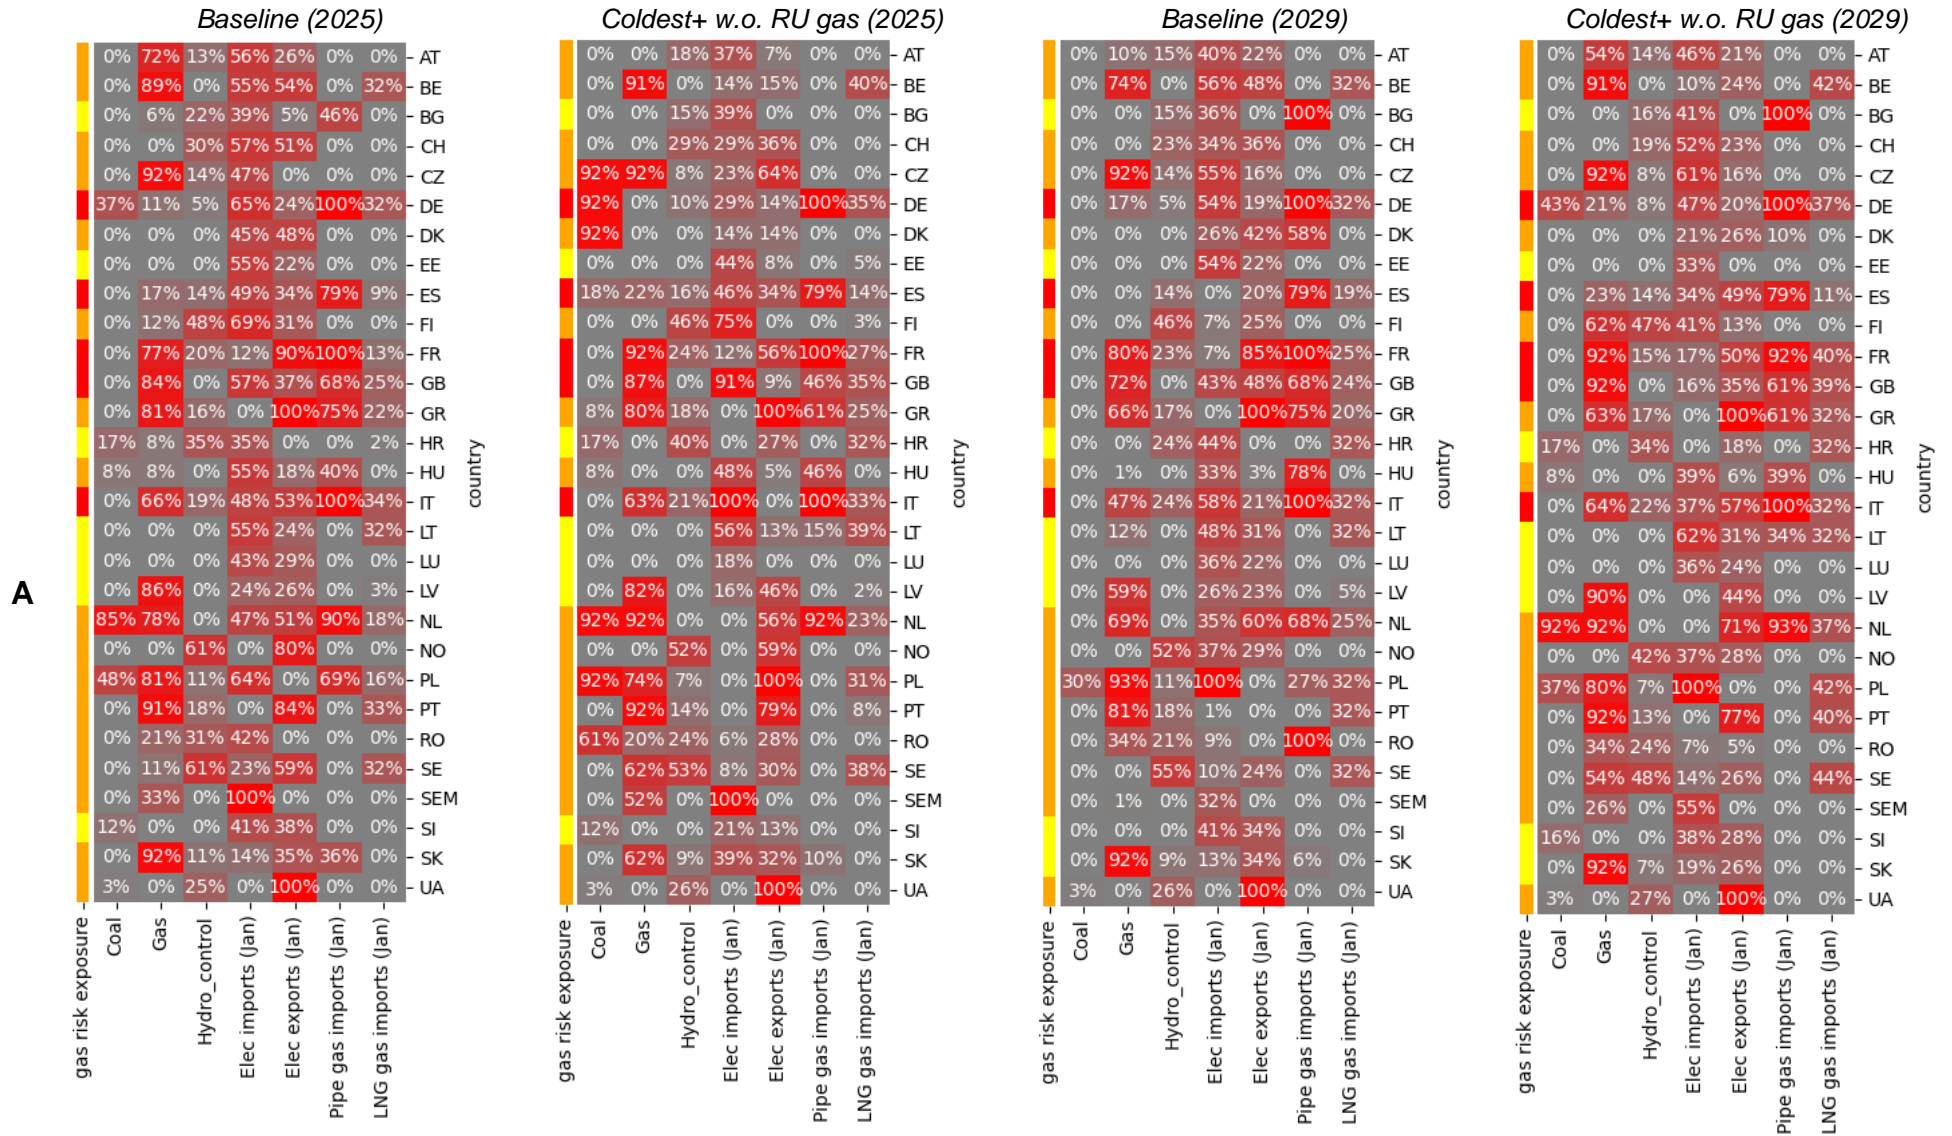 Baseline (2025)
Coldest+ w.o. RU gas (2025)
Baseline (2029)
Coldest+ w.o. RU gas (2029)
A
0% 72% 13% 56% 26% 0% 0% AT
0% 89% 0% 55% 54% 0% 32% BE
0% 6% 22% 39% 5% 46% 0% BG
0% 0% 30% 57% 51% 0% 0% CH
0% 92% 14% 47% 0% 0% 0% CZ
37% 11% 5% 65% 24% 100% 32% DE
0% 0% 0% 45% 48% 0% 0% DK
0% 0% 0% 55% 22% 0% 0% EE
0% 17% 14% 49% 34% 79% 9% ES
0% 12% 48% 69% 31% 0% 0% FI
0% 77% 20% 12% 90% 100% 13% FR
0% 84% 0% 57% 37% 68% 25% GB
0% 81% 16% 0% 100% 75% 22% GR
17% 8% 35% 35% 0% 0% 2% HR
8% 8% 0% 55% 18% 40% 0% HU
0% 66% 19% 48% 53% 100% 34% IT
0% 0% 0% 55% 24% 0% 32% LT
0% 0% 0% 43% 29% 0% 0% LU
0% 86% 0% 24% 26% 0% 3% LV
85% 78% 0% 47% 51% 90% 18% NL
0% 0% 61% 0% 80% 0% 0% NO
48% 81% 11% 64% 0% 69% 16% PL
0% 91% 18% 0% 84% 0% 33% PT
0% 21% 31% 42% 0% 0% 0% RO
0% 11% 61% 23% 59% 0% 32% SE
0% 33% 0% 100% 0% 0% 0% SEM
12% 0% 0% 41% 38% 0% 0% SI
0% 92% 11% 14% 35% 36% 0% SK
3% 0% 25% 0% 100% 0% 0% UA
country
gas risk exposure
Coal
Gas
Hydro_control
Elec imports (Jan)
Elec exports (Jan)
Pipe gas imports (Jan)
LNG gas imports (Jan)
0% 0% 18% 37% 7% 0% 0% AT
0% 91% 0% 14% 15% 0% 40% BE
0% 0% 15% 39% 0% 0% 0% BG
0% 0% 29% 29% 36% 0% 0% CH
92% 92% 8% 23% 64% 0% 0% CZ
92% 0% 10% 29% 14% 100% 35% DE
92% 0% 0% 14% 14% 0% 0% DK
0% 0% 0% 44% 8% 0% 5% EE
18% 22% 16% 46% 34% 79% 14% ES
0% 0% 46% 75% 0% 0% 3% FI
0% 92% 24% 12% 56% 100% 27% FR
0% 87% 0% 91% 9% 46% 35% GB
8% 80% 18% 0% 100% 61% 25% GR
17% 0% 40% 0% 27% 0% 32% HR
8% 0% 0% 48% 5% 46% 0% HU
0% 63% 21% 100% 0% 100% 33% IT
0% 0% 0% 56% 13% 15% 39% LT
0% 0% 0% 18% 0% 0% 0% LU
0% 82% 0% 16% 46% 0% 2% LV
92% 92% 0% 0% 56% 92% 23% NL
0% 0% 52% 0% 59% 0% 0% NO
92% 74% 7% 0% 100% 0% 31% PL
0% 92% 14% 0% 79% 0% 8% PT
61% 20% 24% 6% 28% 0% 0% RO
0% 62% 53% 8% 30% 0% 38% SE
0% 52% 0% 100% 0% 0% 0% SEM
12% 0% 0% 21% 13% 0% 0% SI
0% 62% 9% 39% 32% 10% 0% SK
3% 0% 26% 0% 100% 0% 0% UA
country
gas risk exposure
Coal
Gas
Hydro_control
Elec imports (Jan)
Elec exports (Jan)
Pipe gas imports (Jan)
LNG gas imports (Jan)
0% 10% 15% 40% 22% 0% 0% AT
0% 74% 0% 56% 48% 0% 32% BE
0% 0% 15% 36% 0% 100% 0% BG
0% 0% 23% 34% 36% 0% 0% CH
0% 92% 14% 55% 16% 0% 0% CZ
0% 17% 5% 54% 19% 100% 32% DE
0% 0% 0% 26% 42% 58% 0% DK
0% 0% 0% 54% 22% 0% 0% EE
0% 0% 14% 0% 20% 79% 19% ES
0% 0% 46% 7% 25% 0% 0% FI
0% 80% 23% 7% 85% 100% 25% FR
0% 72% 0% 43% 48% 68% 24% GB
0% 66% 17% 0% 100% 75% 20% GR
0% 0% 24% 44% 0% 0% 32% HR
0% 1% 0% 33% 3% 78% 0% HU
0% 47% 24% 58% 21% 100% 32% IT
0% 12% 0% 48% 31% 0% 32% LT
0% 0% 0% 36% 22% 0% 0% LU
0% 59% 0% 26% 23% 0% 5% LV
0% 69% 0% 35% 60% 68% 25% NL
0% 0% 52% 37% 29% 0% 0% NO
30% 93% 11% 100% 0% 27% 32% PL
0% 81% 18% 1% 0% 0% 32% PT
0% 34% 21% 9% 0% 100% 0% RO
0% 0% 55% 10% 24% 0% 32% SE
0% 1% 0% 32% 0% 0% 0% SEM
0% 0% 0% 41% 34% 0% 0% SI
0% 92% 9% 13% 34% 6% 0% SK
3% 0% 26% 0% 100% 0% 0% UA
country
gas risk exposure
Coal
Gas
Hydro_control
Elec imports (Jan)
Elec exports (Jan)
Pipe gas imports (Jan)
LNG gas imports (Jan)
0% 54% 14% 46% 21% 0% 0% AT
0% 91% 0% 10% 24% 0% 42% BE
0% 0% 16% 41% 0% 100% 0% BG
0% 0% 19% 52% 23% 0% 0% CH
0% 92% 8% 61% 16% 0% 0% CZ
43% 21% 8% 47% 20% 100% 37% DE
0% 0% 0% 21% 26% 10% 0% DK
0% 0% 0% 33% 0% 0% 0% EE
0% 23% 14% 34% 49% 79% 11% ES
0% 62% 47% 41% 13% 0% 0% FI
0% 92% 15% 17% 50% 92% 40% FR
0% 92% 0% 16% 35% 61% 39% GB
0% 63% 17% 0% 100% 61% 32% GR
17% 0% 34% 0% 18% 0% 32% HR
8% 0% 0% 39% 6% 39% 0% HU
0% 64% 22% 37% 57% 100% 32% IT
0% 0% 0% 62% 31% 34% 32% LT
0% 0% 0% 36% 24% 0% 0% LU
0% 90% 0% 0% 44% 0% 0% LV
92% 92% 0% 0% 71% 93% 37% NL
0% 0% 42% 37% 28% 0% 0% NO
37% 80% 7% 100% 0% 0% 42% PL
0% 92% 13% 0% 77% 0% 40% PT
0% 34% 24% 7% 5% 0% 0% RO
0% 54% 48% 14% 26% 0% 44% SE
0% 26% 0% 55% 0% 0% 0% SEM
16% 0% 0% 38% 28% 0% 0% SI
0% 92% 7% 19% 26% 0% 0% SK
3% 0% 27% 0% 100% 0% 0% UA
country
gas risk exposure
Coal
Gas
Hydro_control
Elec imports (Jan)
Elec exports (Jan)
Pipe gas imports (Jan)
LNG gas imports (Jan)